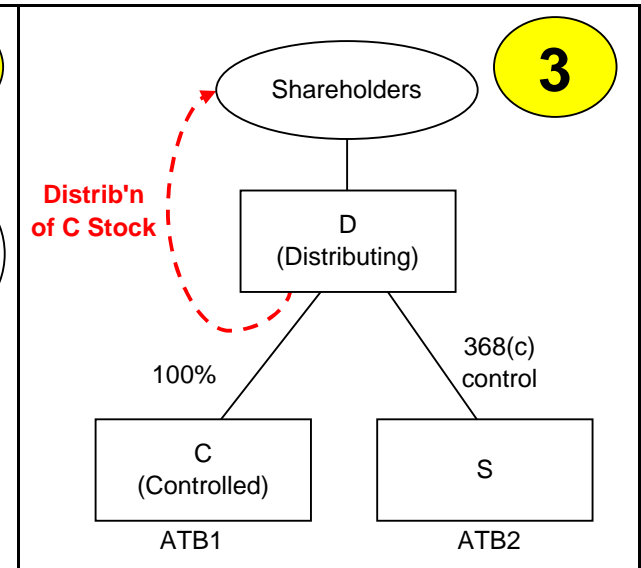 3
Shareholders
Distrib'n
of C Stock
D
(Distributing)
368(c)
control
100%
C
(Controlled)
S
ATB1
ATB2